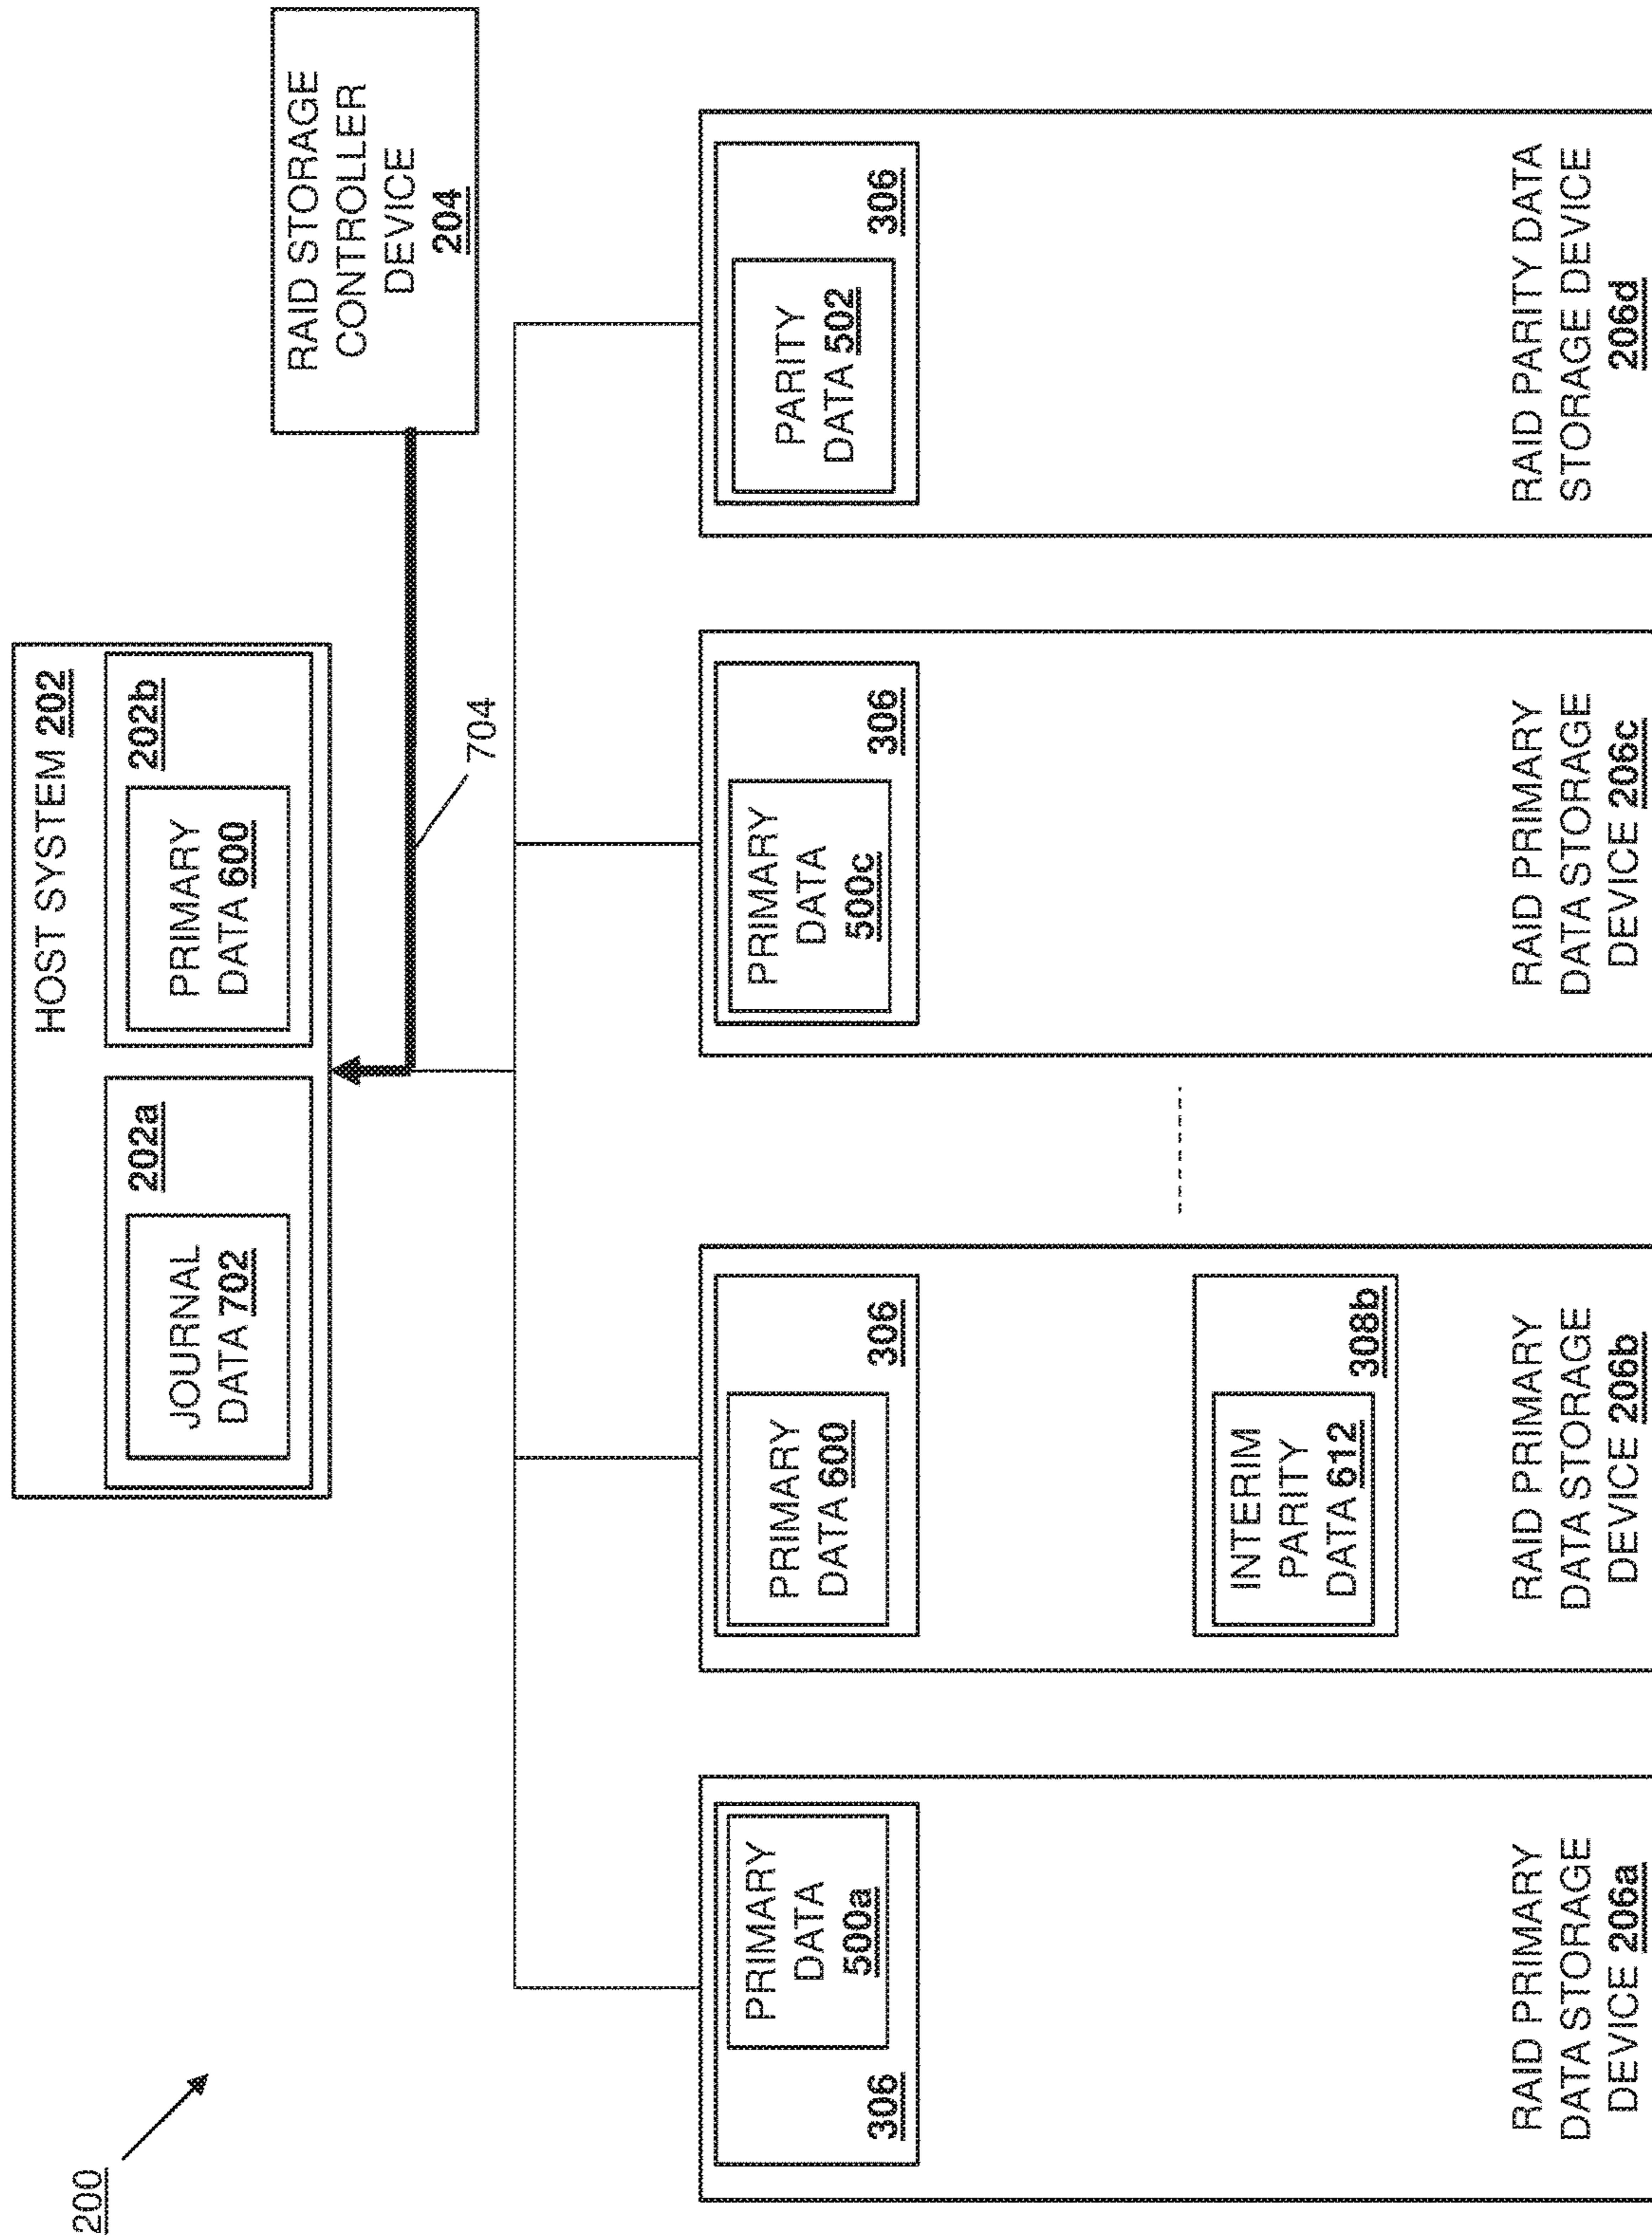 200
HOST SYSTEM 202
202a
JOURNAL
DATA 702
202b
PRIMARY
DATA 600
RAID STORAGE
CONTROLLER
DEVICE
204
704
PRIMARY
DATA
500a
306
RAID PRIMARY
DATA STORAGE
DEVICE 206a
PRIMARY
DATA 600
306
INTERIM
PARITY
DATA 612
308b
RAID PRIMARY
DATA STORAGE
DEVICE 206b
PRIMARY
DATA
500c
306
RAID PRIMARY
DATA STORAGE
DEVICE 206c
PARITY
DATA 502
306
RAID PARITY DATA
STORAGE DEVICE
206d